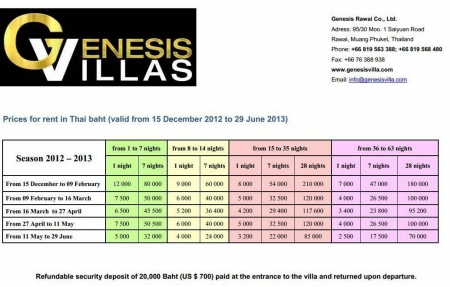 GENESIS
VILLAS
Genesis Rawai Co., Ltd.
Adress: 95/30 Moo. 1 Saiyuan Road
Rawai, Muang Phuket, Thailand
Phone: +66 819 563 388; +66 819 568 480
Fax: +66 76 388 938
www.genesisvilla.com
Email: info@genesisvilla.com
Prices for rent in Thai baht (valid from 15 December 2012 to 29 June 2013)
Season 2012 – 2013 from 1 to 7 nights from 8 to 14 nights from 15 to 35 nights from 36 to 63 nights
1 night 7 nights 1 night 7 nights 1 night 7 nights 28 nights 1 night 7 nights 28 nights
From 15 December to 09 February 12 000 80 000 9 000 60 000 8 000 54 000 210 000 7 000 47 000 180 000
From 09 February to 16 March 7 500 50 000 6 000 40 000 5 000 32 500 120 000 4 000 26 500 100 000
From 16 March to 27 April 6 500 45 500 5 200 36 400 4 200 29 400 117 600 3 400 23 800 95 200
From 27 April to 11 May 7 500 50 000 6 000 40 000 5 000 32 500 120 000 4 000 26 500 100 000
From 11 May to 29 June 5 000 32 000 4 000 24 000 3 200 22 000 85 000 2 500 17 500 70 000
Refundable security deposit of 20,000 Baht (US $ 700) paid at the entrance to the villa and returned upon departure.